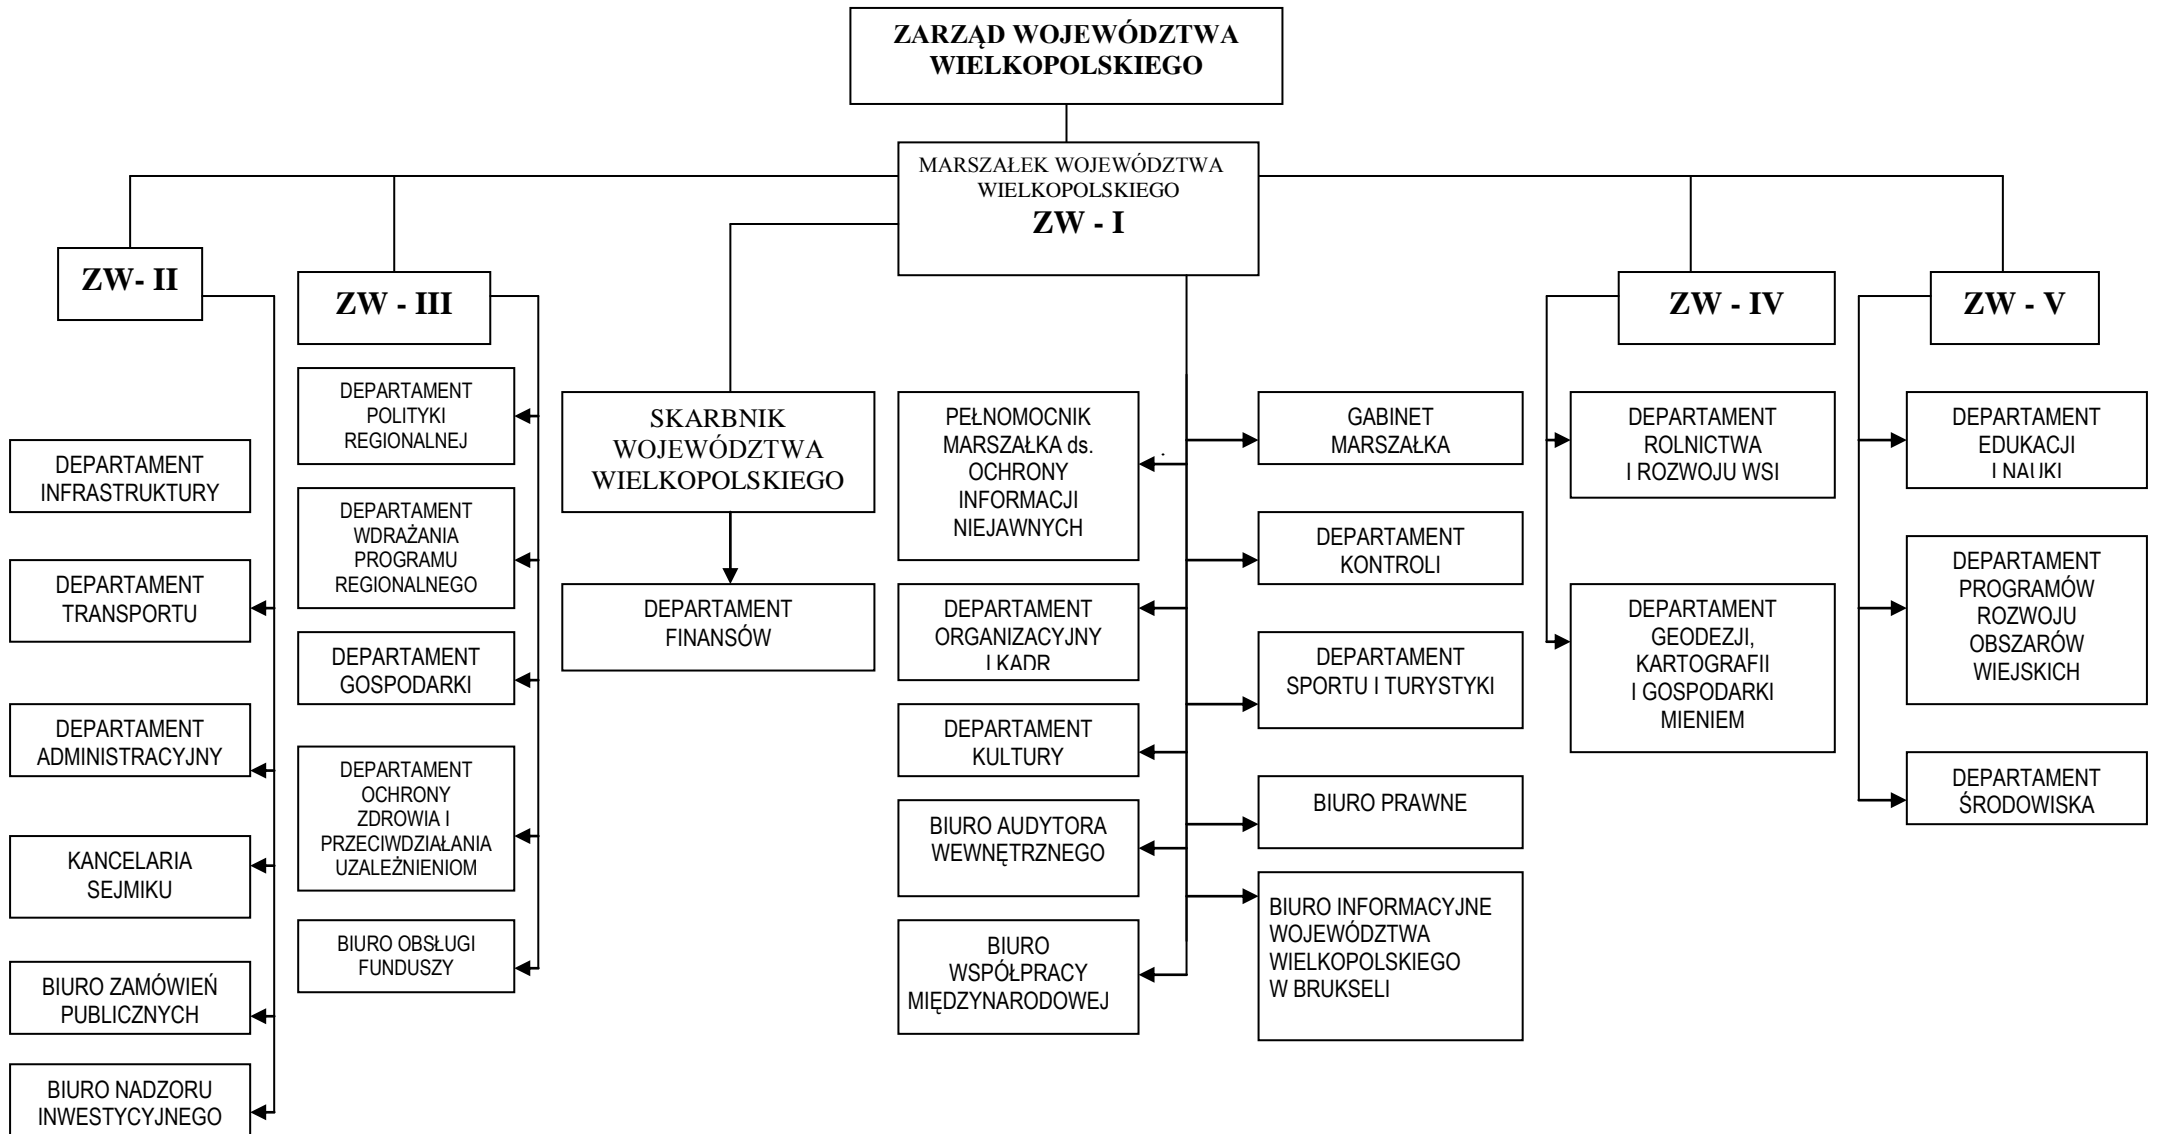 ZARZĄD WOJEWÓDZTWA
WIELKOPOLSKIEGO
MARSZAŁEK WOJEWÓDZTWA
WIELKOPOLSKIEGO
ZW - I
ZW- II
ZW - III
ZW - IV
ZW - V
DEPARTAMENT
INFRASTRUKTURY
DEPARTAMENT
TRANSPORTU
DEPARTAMENT
ADMINISTRACYJNY
KANCELARIA
SEJMIKU
BIURO ZAMÓWIEŃ
PUBLICZNYCH
BIURO NADZORU
INWESTYCYJNEGO
DEPARTAMENT
POLITYKI
REGIONALNEJ
DEPARTAMENT
WDRAŻANIA
PROGRAMU
REGIONALNEGO
DEPARTAMENT
GOSPODARKI
DEPARTAMENT
OCHRONY
ZDROWIA I
PRZECIWDZIAŁANIA
UZALEŻNIENIOM
BIURO OBSŁUGI
FUNDUSZY
SKARBNIK
WOJEWÓDZTWA
WIELKOPOLSKIEGO
DEPARTAMENT
FINANSÓW
PEŁNOMOCNIK
MARSZAŁKA ds.
OCHRONY
INFORMACJI
NIEJAWNYCH
DEPARTAMENT
ORGANIZACYJNY
I KADR
DEPARTAMENT
KULTURY
BIURO AUDYTORA
WEWNĘTRZNEGO
BIURO
WSPÓŁPRACY
MIĘDZYNARODOWEJ
GABINET
MARSZAŁKA
DEPARTAMENT
KONTROLI
DEPARTAMENT
SPORTU I TURYSTYKI
BIURO PRAWNE
BIURO INFORMACYJNE
WOJEWÓDZTWA
WIELKOPOLSKIEGO
W BRUKSELI
DEPARTAMENT
ROLNICTWA
I ROZWOJU WSI
DEPARTAMENT
GEODEZJI,
KARTOGRAFII
I GOSPODARKI
MIENIEM
DEPARTAMENT
EDUKACJI
I NAUKI
DEPARTAMENT
PROGRAMÓW
ROZWOJU
OBSZARÓW
WIEJSKICH
DEPARTAMENT
ŚRODOWISKA